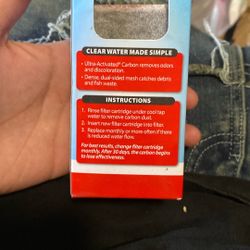 CLEAR WATER MADE SIMPLE
• Ultra-Activated® Carbon removes odors
and discoloration.
• Dense, dual-sided mesh catches debris
and fish waste.
INSTRUCTIONS
1. Rinse filter cartridge under cool tap
water to remove carbon dust.
2. Insert new filter cartridge into filter.
3. Replace monthly or more often if there
is reduced water flow.
For best results, change filter cartridge
monthly. After 30 days, the carbon begins
to lose effectiveness.